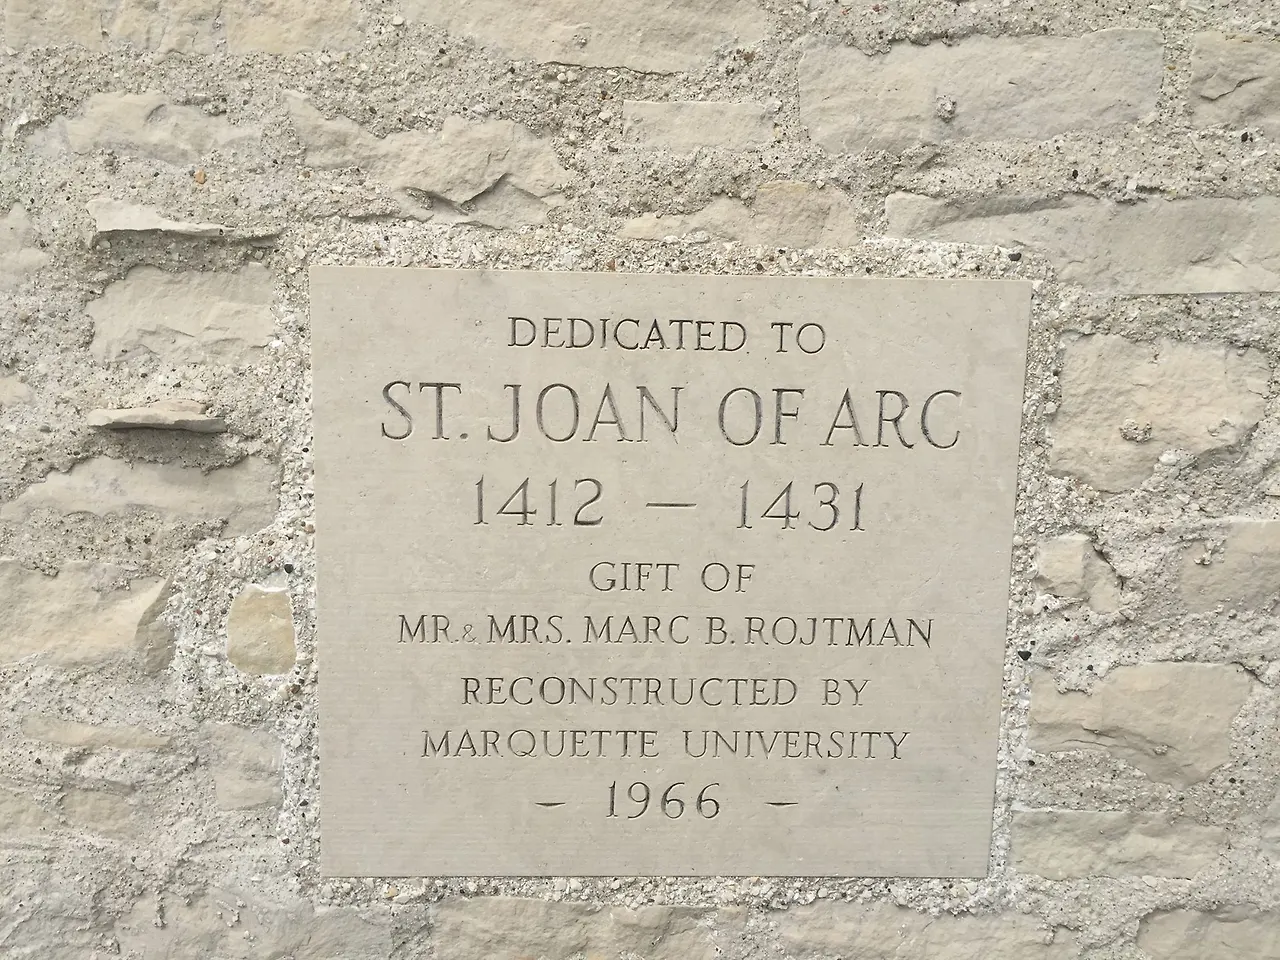 DEDICATED TO
ST. JOAN OF ARC
1412 — 1431
GIFT OF
MR. & MRS. MARC B. ROJTMAN
RECONSTRUCTED BY
MARQUETTE UNIVERSITY
— 1966 —